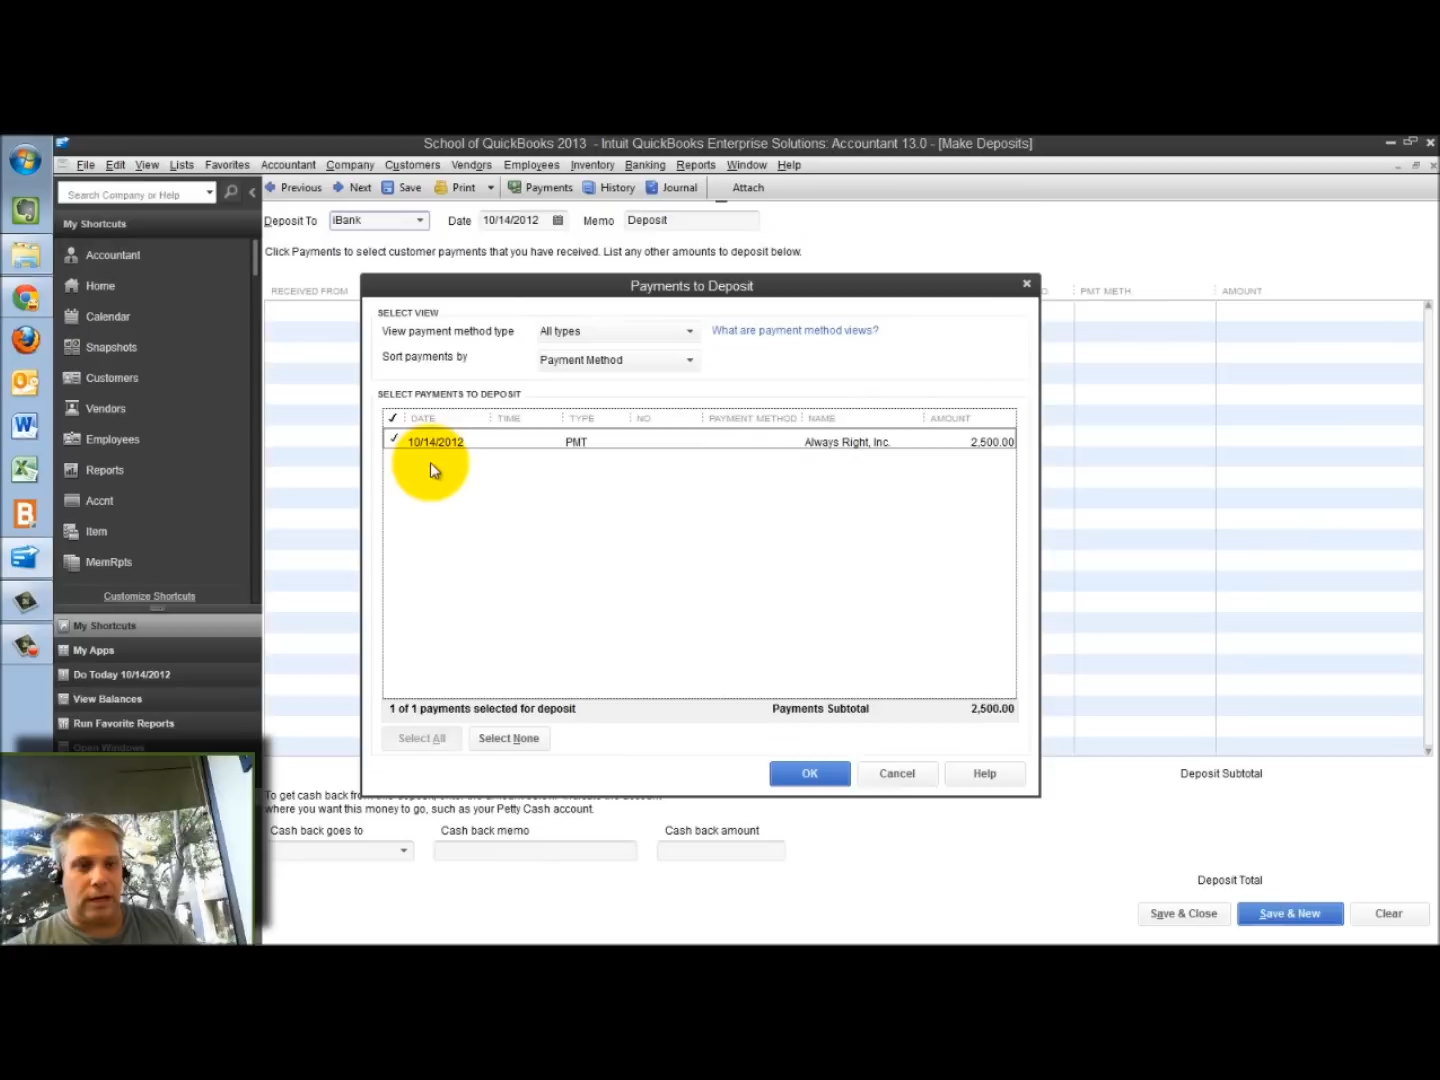 School of QuickBooks 2013 - Intuit QuickBooks Enterprise Solutions: Accountant 13.0 - [Make Deposits]
File Edit View Lists Favorites Accountant Company Customers Vendors Employees Inventory Banking Reports Window Help
Search Company or Help
Previous Next Save Print Payments History Journal Attach
My Shortcuts
Accountant
Home
Calendar
Snapshots
Customers
Vendors
Employees
Reports
Accnt
Item
MemRpts
Customize Shortcuts
My Shortcuts
My Apps
Do Today 10/14/2012
View Balances
Run Favorite Reports
Open Windows
Deposit To iBank Date 10/14/2012 Memo Deposit
Click Payments to select customer payments that you have received. List any other amounts to deposit below.
RECEIVED FROM PMT METH. AMOUNT
Payments to Deposit
SELECT VIEW
View payment method type All types What are payment method views?
Sort payments by Payment Method
SELECT PAYMENTS TO DEPOSIT
✓ DATE TIME TYPE NO PAYMENT METHOD NAME AMOUNT
✓ 10/14/2012 PMT Always Right, Inc. 2,500.00
1 of 1 payments selected for deposit Payments Subtotal 2,500.00
Select All Select None
OK Cancel Help
Deposit Subtotal
To get cash back from
where you want this money to go, such as your Petty Cash account.
Cash back goes to Cash back memo Cash back amount
Deposit Total
Save & Close Save & New Clear